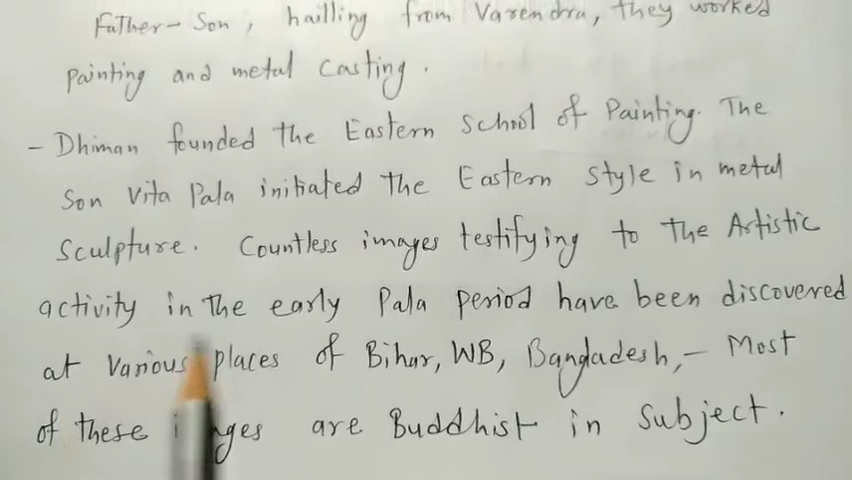 Father - Son, hailling from Varendra, they worked
Painting and metal casting.
- Dhiman founded the Eastern School of Painting. The
Son Vita Pala initiated the Eastern Style in metal
Sculpture. Countless images testifying to the Artistic
activity in the early Pala period have been discovered
at Various places of Bihar, WB, Bangladesh, - Most
of these images are Buddhist in Subject.